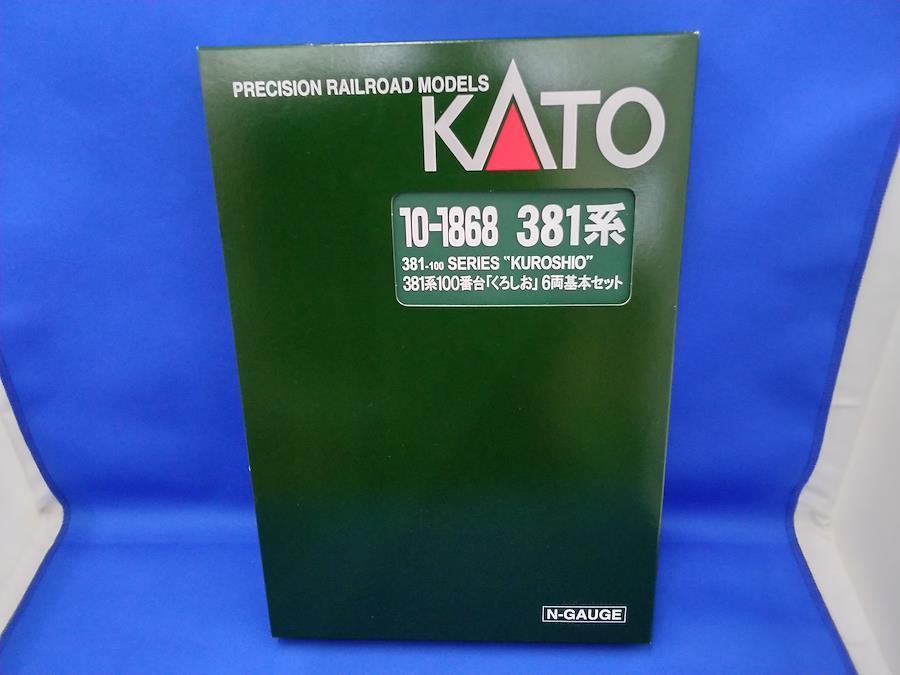 PRECISION RAILROAD MODELS
KATO
10-1868 381系
381-100 SERIES "KUROSHIO"
381系100番台「くろしお」6両基本セット
N-GAUGE